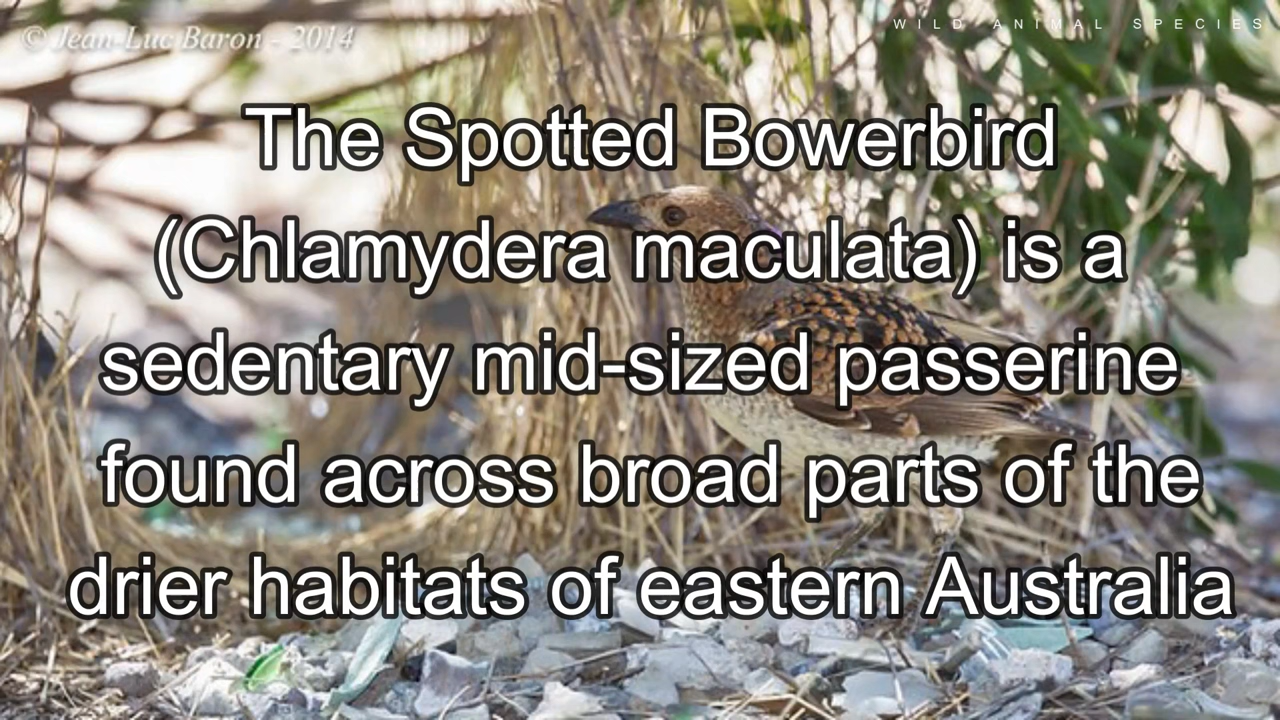 © Jean-Luc Baron - 2014
WILD ANIMAL SPECIES
The Spotted Bowerbird
(Chlamydera maculata) is a
sedentary mid-sized passerine
found across broad parts of the
drier habitats of eastern Australia